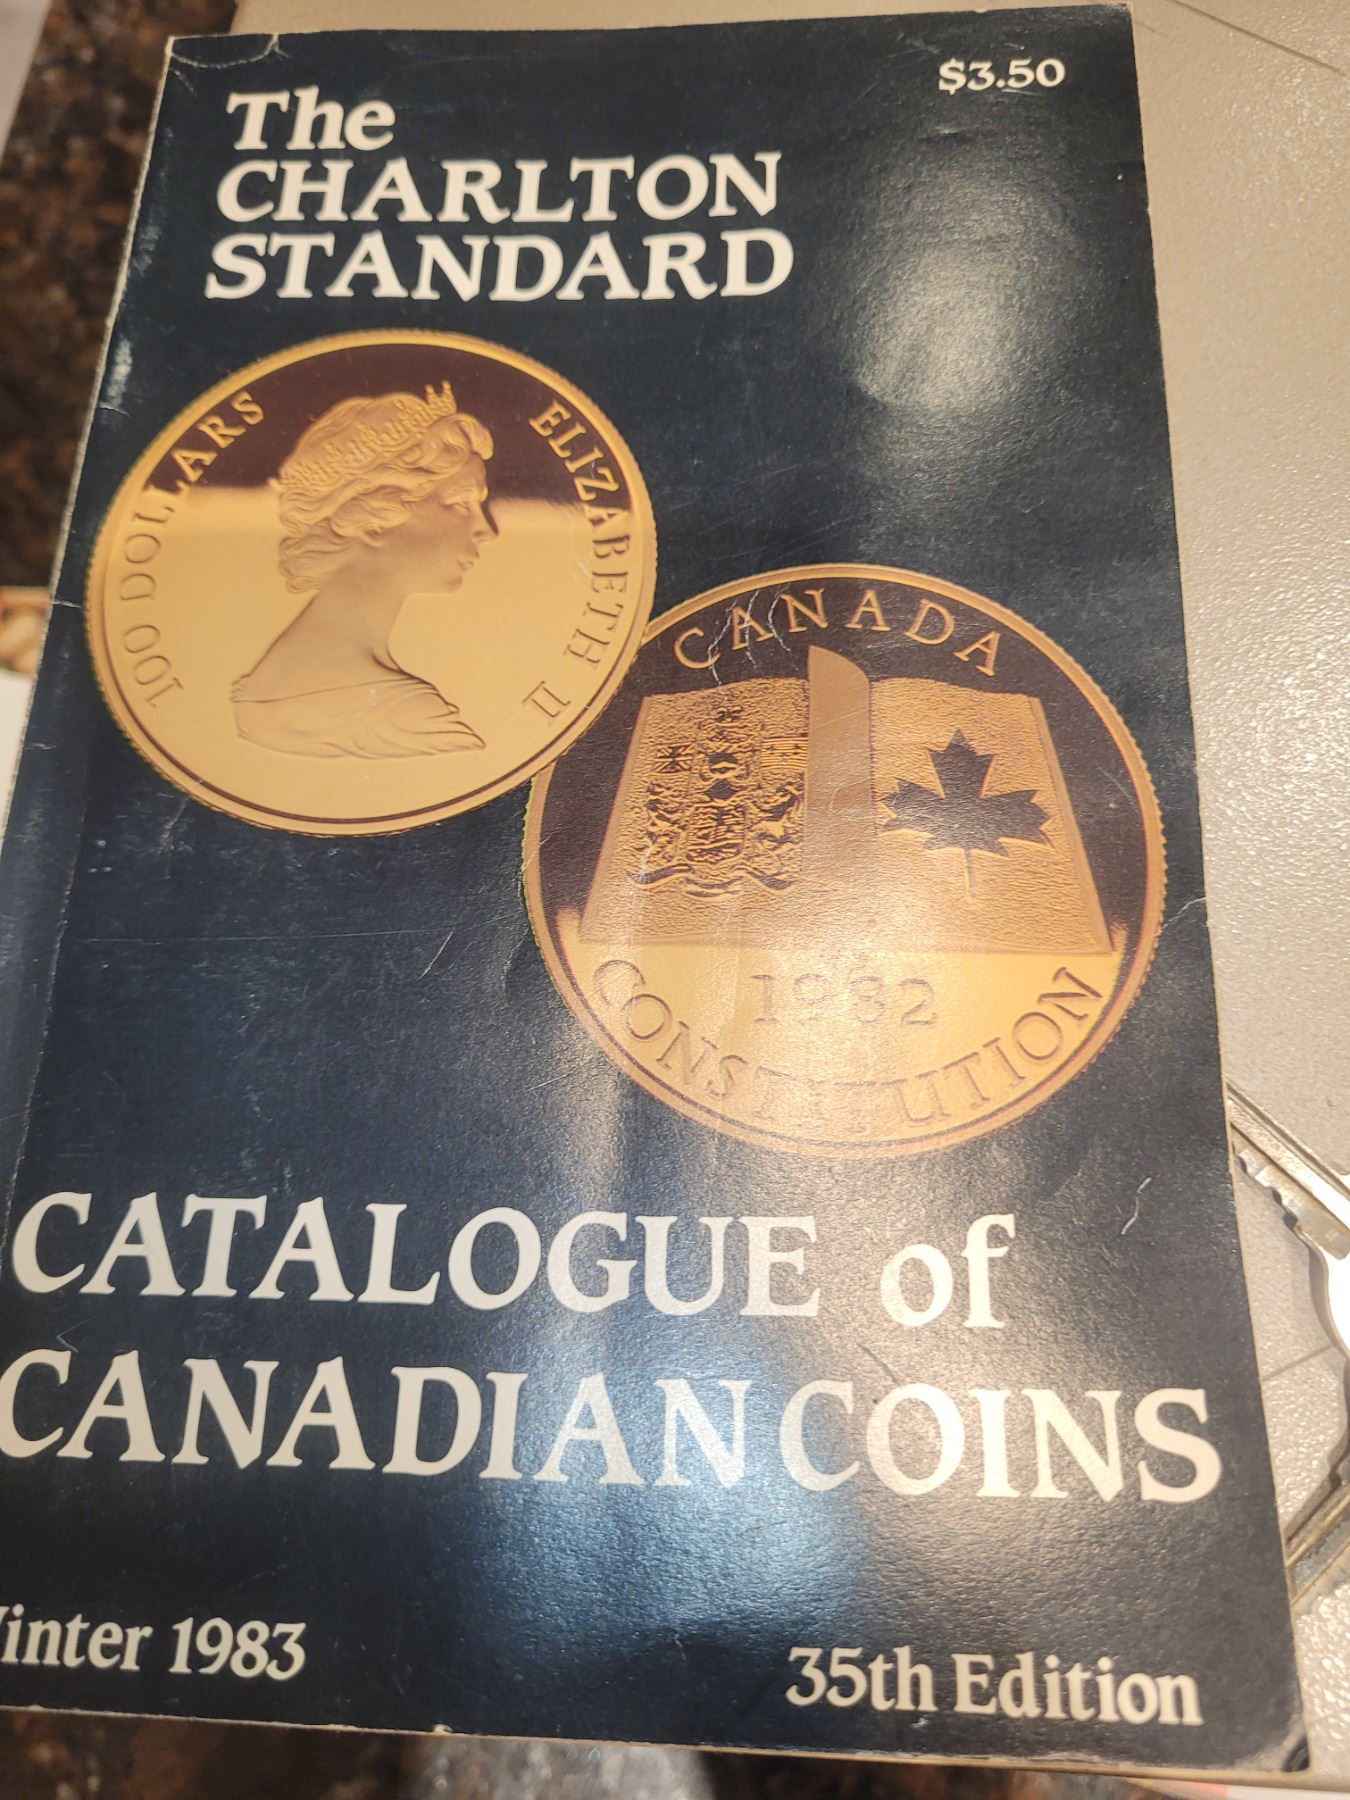 $3.50
The
CHARLTON
STANDARD
100 DOLLARS
ELIZABETH II
CANADA
1982
CONSTITUTION
CATALOGUE of
CANADIAN COINS
1983
35th Edition